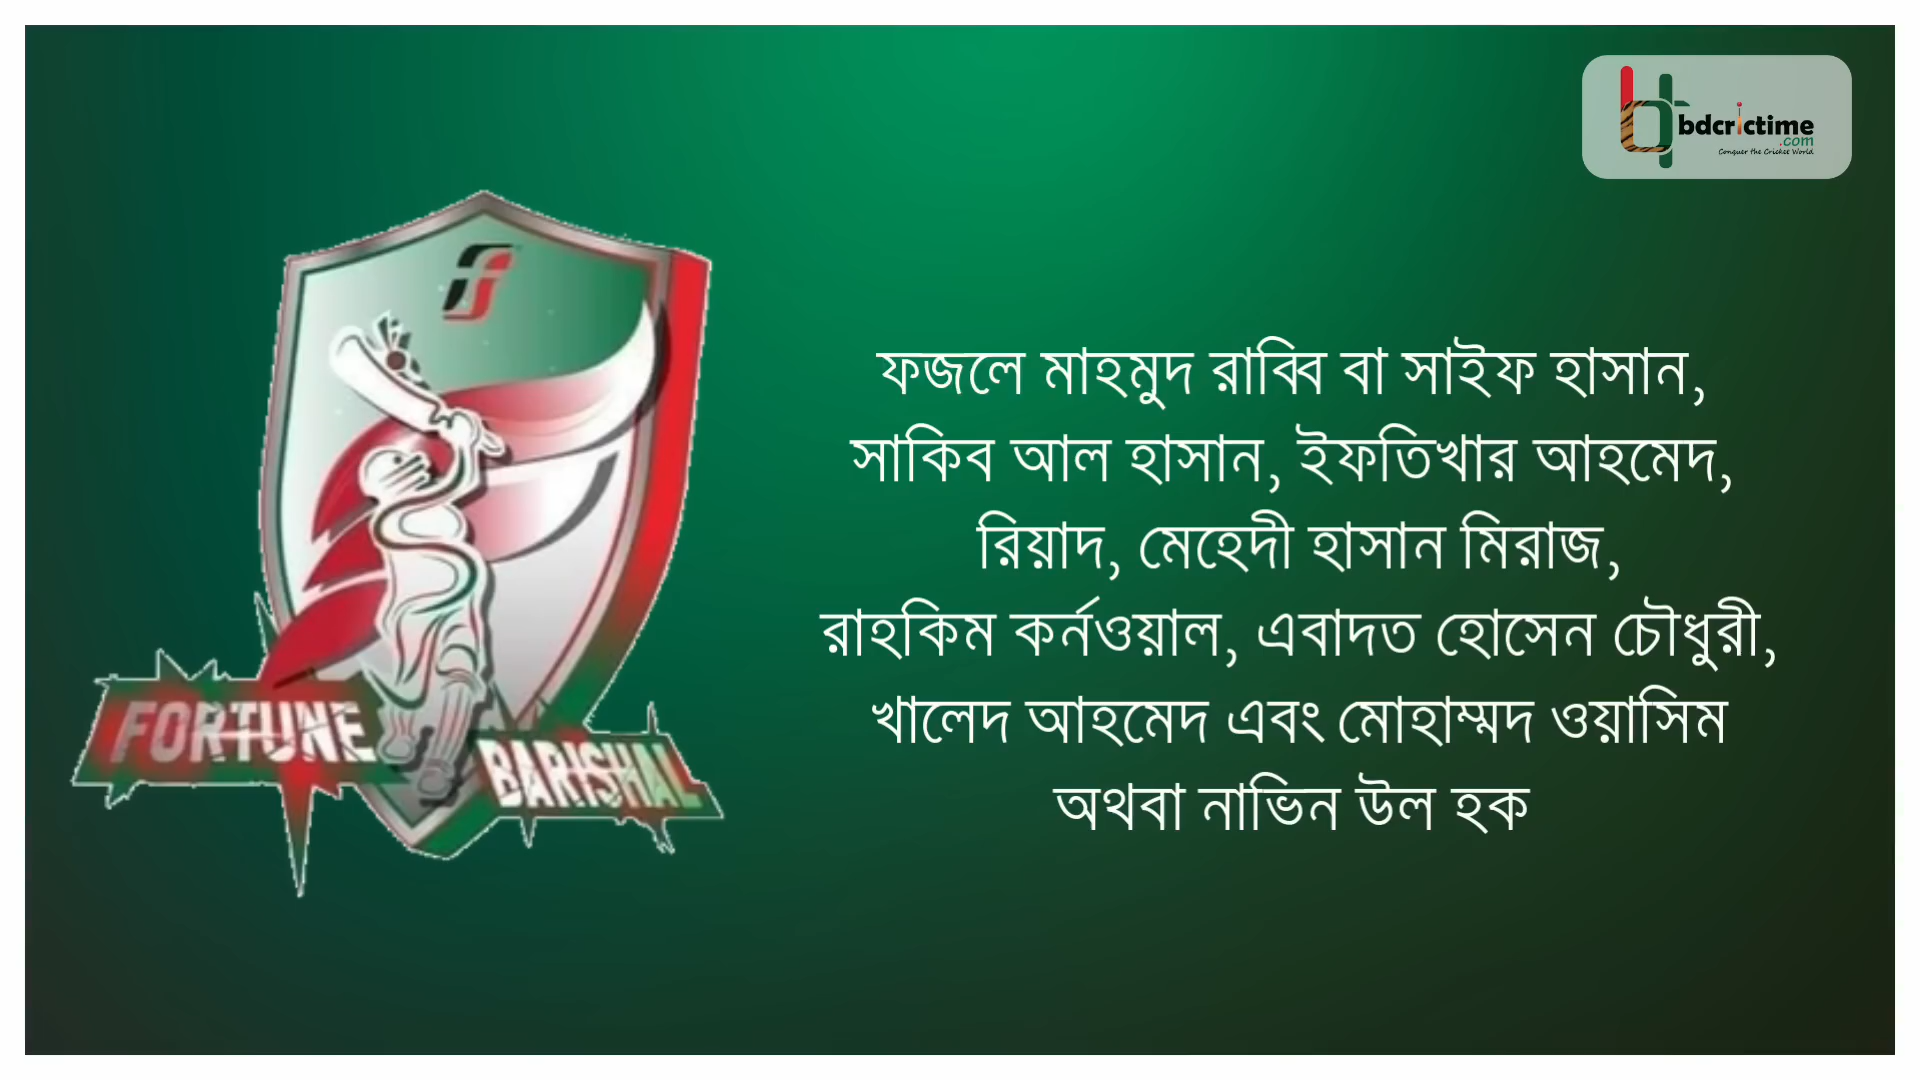 bdcrictime
.com
Conquer the Cricket World
ফজলে মাহমুদ রাব্বি বা সাইফ হাসান,
সাকিব আল হাসান, ইফতিখার আহমেদ,
রিয়াদ, মেহেদী হাসান মিরাজ,
রাহকিম কর্নওয়াল, এবাদত হোসেন চৌধুরী,
খালেদ আহমেদ এবং মোহাম্মদ ওয়াসিম
অথবা নাভিন উল হক
FORTUNE
BARISHAL